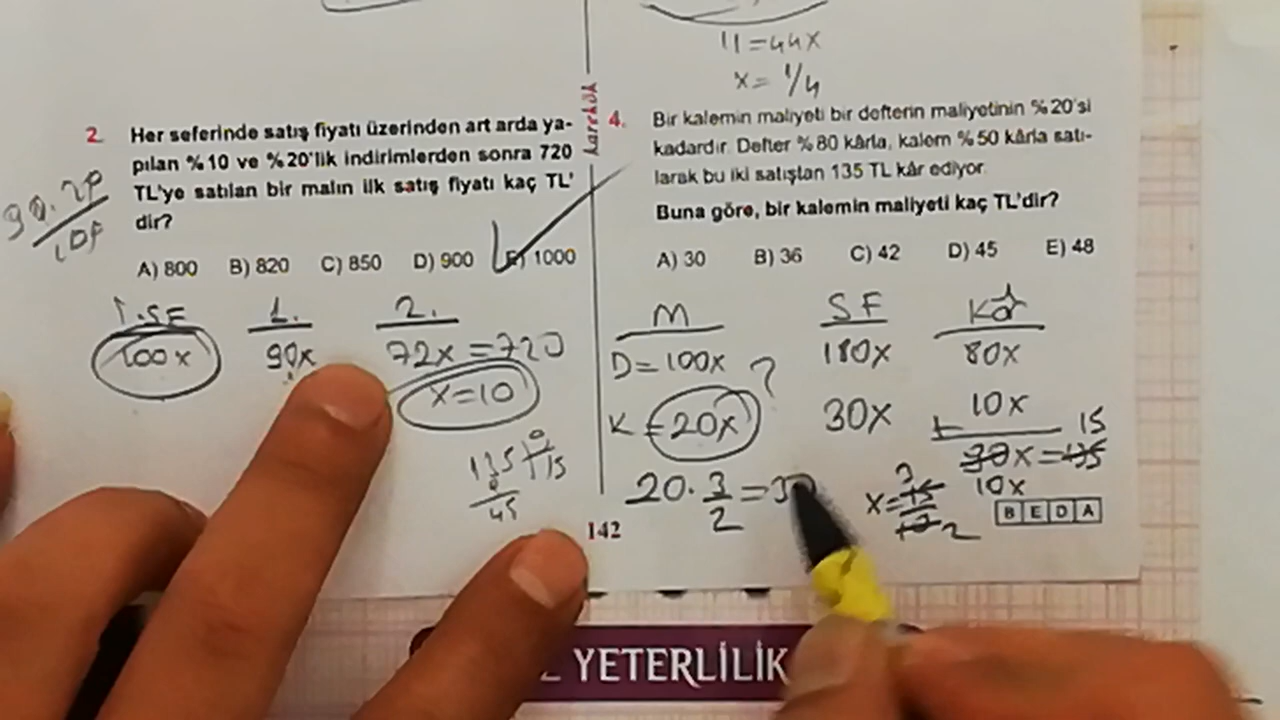 11=44x
x=1/4
2. Her seferinde satış fiyatı üzerinden art arda ya-
pılan %10 ve %20'lik indirimlerden sonra 720
TL'ye satılan bir malın ilk satış fiyatı kaç TL'
dir?
A) 800 B) 820 C) 850 D) 900 E) 1000
İ.SF 1. 2.
100x 90x 72x=720
x=10
karekök
4. Bir kalemin maliyeti bir defterin maliyetinin %20'si
kadardır. Defter %80 kârla, kalem %50 kârla satı-
larak bu iki satıştan 135 TL kâr ediyor.
Buna göre, bir kalemin maliyeti kaç TL'dir?
A) 30 B) 36 C) 42 D) 45 E) 48
M SF Kâr
D=100x ? 180x 80x
K=20x 30x + 10x
15
10x
20.3/2=
142
B E D A
YETERLİLİK